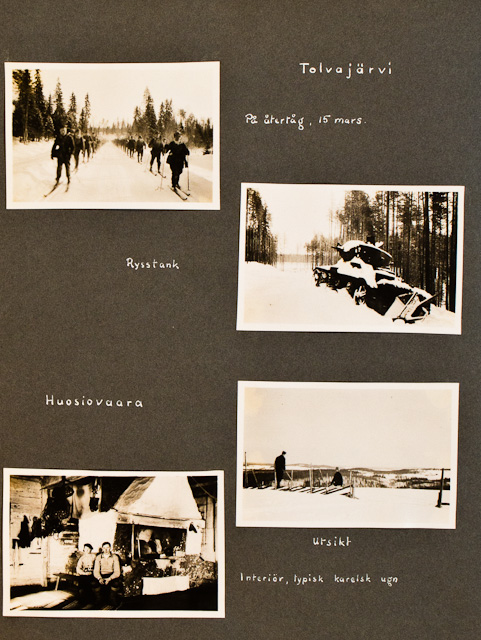 Tolvajärvi
På återtåg, 15 mars.
Rysstank
Huosiovaara
Utsikt
Interiör, typisk karelsk ugn